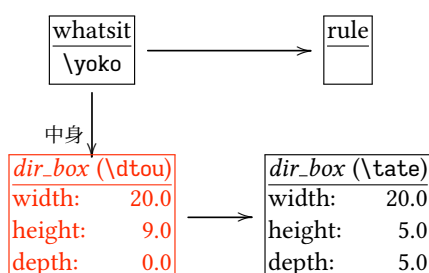 whatsit
\yoko
rule
中身
dir_box (\dtou)
width: 20.0
height: 9.0
depth: 0.0
dir_box (\tate)
width: 20.0
height: 5.0
depth: 5.0